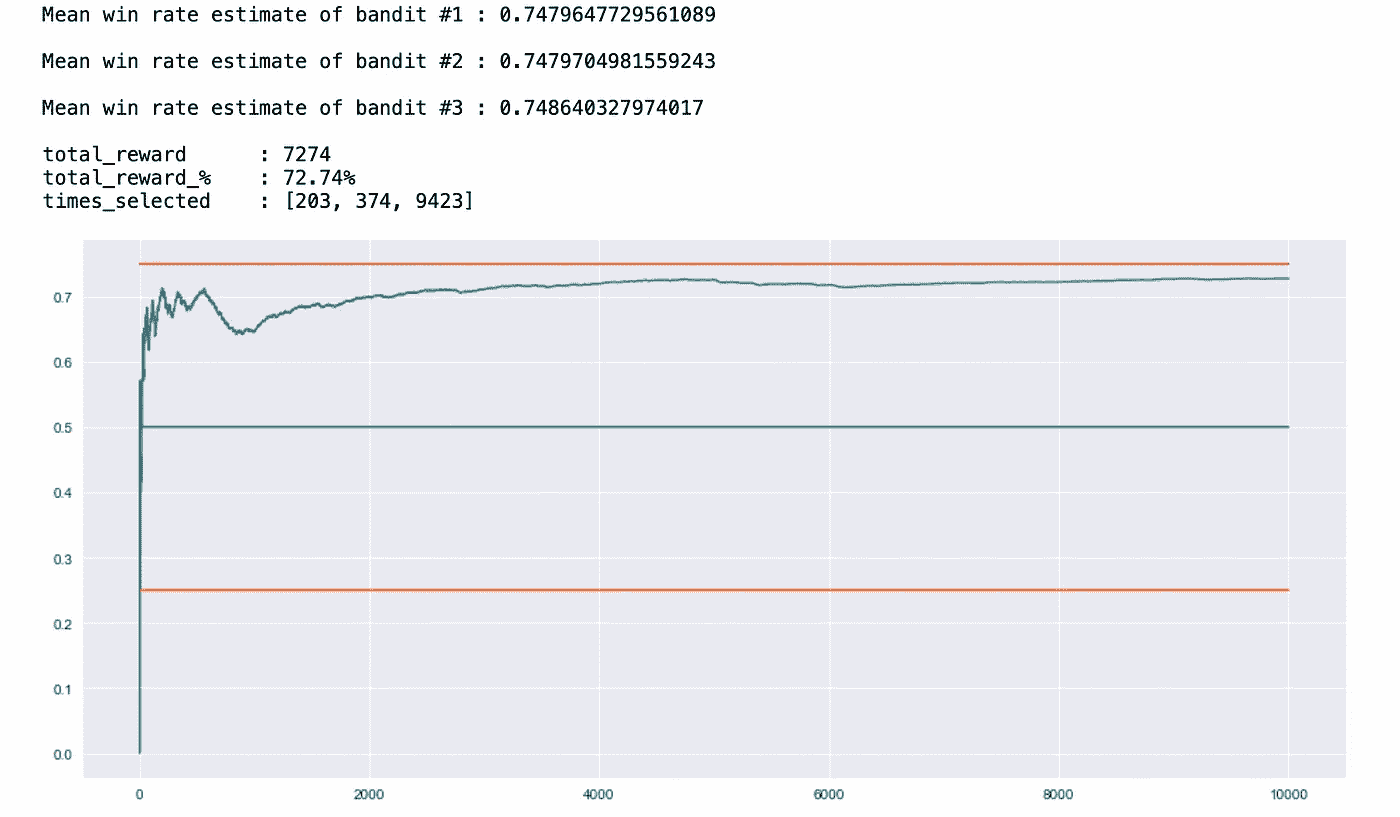 Mean win rate estimate of bandit #1 : 0.7479647729561089
Mean win rate estimate of bandit #2 : 0.7479704981559243
Mean win rate estimate of bandit #3 : 0.748640327974017
total_reward : 7274
total_reward_% : 72.74%
times_selected : [203, 374, 9423]
0.7
0.6
0.5
0.4
0.3
0.2
0.1
0.0
0 2000 4000 6000 8000 10000